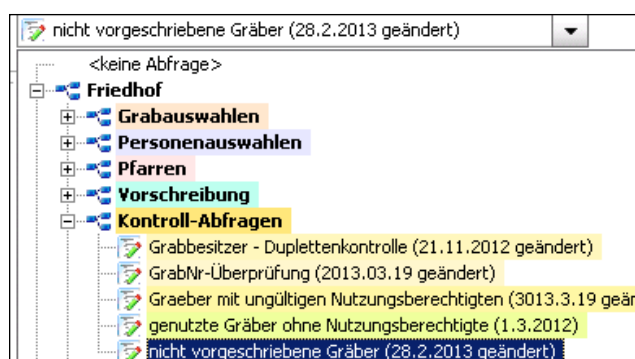 nicht vorgeschriebene Gräber (28.2.2013 geändert)
<keine Abfrage>
Friedhof
Grabauswahlen
Personenauswahlen
Pfarren
Vorschreibung
Kontroll-Abfragen
Grabbesitzer - Duplettenkontrolle (21.11.2012 geändert)
GrabNr-Überprüfung (2013.03.19 geändert)
Graeber mit ungültigen Nutzungsberechtigten (3013.3.19 geän
genutzte Gräber ohne Nutzungsberechtigte (1.3.2012)
nicht vorgeschriebene Gräber (28.2.2013 geändert)